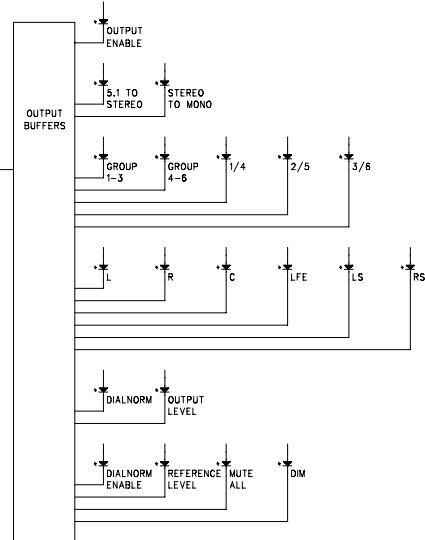 OUTPUT
ENABLE
5.1 TO
STEREO
STEREO
TO MONO
OUTPUT
BUFFERS
GROUP
1-3
GROUP
4-6
1/4
2/5
3/6
L
R
C
LFE
LS
RS
DIALNORM
OUTPUT
LEVEL
DIALNORM
ENABLE
REFERENCE
LEVEL
MUTE
ALL
DIM